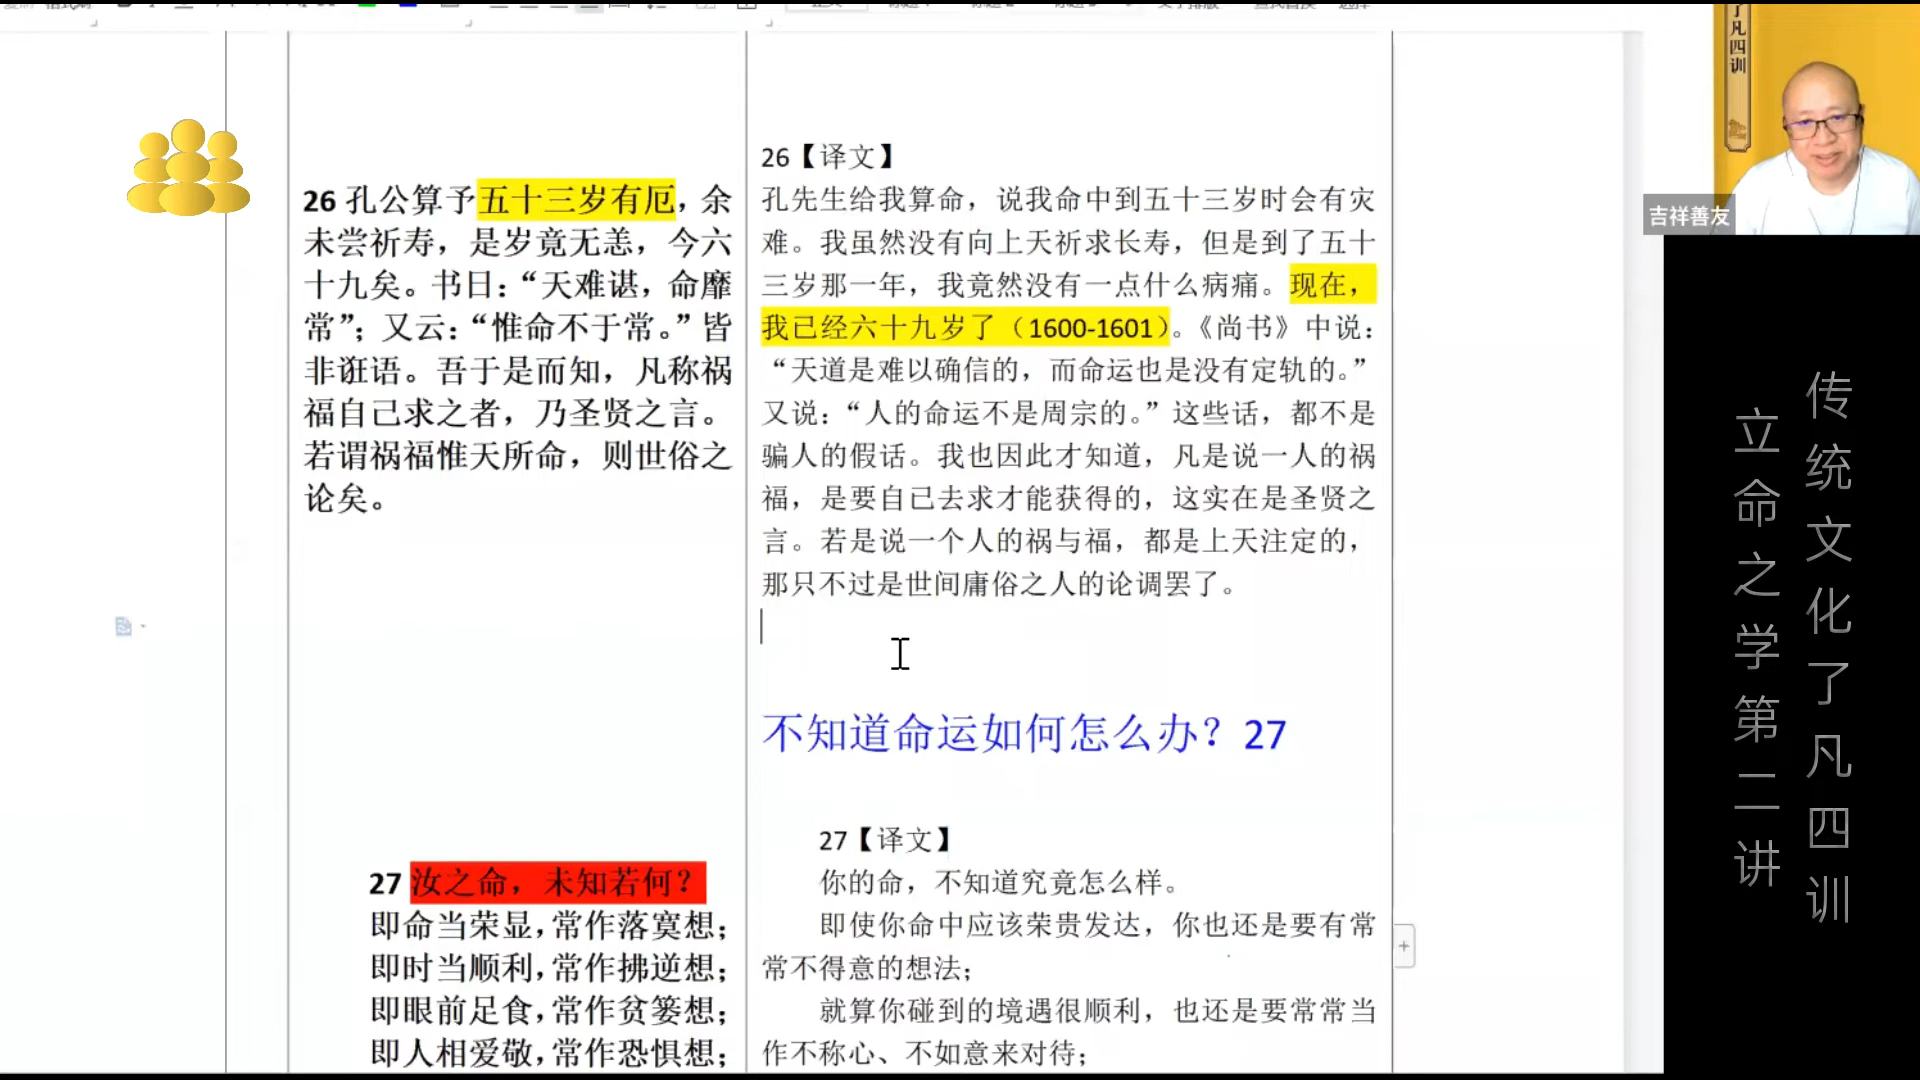 26 孔公算予五十三岁有厄，余
未尝祈寿，是岁竟无恙，今六
十九矣。书日：“天难谌，命靡
常”；又云：“惟命不于常。”皆
非诳语。吾于是而知，凡称祸
福自己求之者，乃圣贤之言。
若谓祸福惟天所命，则世俗之
论矣。
26【译文】
孔先生给我算命，说我命中到五十三岁时会有灾
难。我虽然没有向上天祈求长寿，但是到了五十
三岁那一年，我竟然没有一点什么病痛。现在，
我已经六十九岁了（1600-1601）。《尚书》中说：
“天道是难以确信的，而命运也是没有定轨的。”
又说：“人的命运不是周宗的。”这些话，都不是
骗人的假话。我也因此才知道，凡是说一人的祸
福，是要自己去求才能获得的，这实在是圣贤之
言。若是说一个人的祸与福，都是上天注定的，
那只不过是世间庸俗之人的论调罢了。
不知道命运如何怎么办？27
27 汝之命，未知若何？
即命当荣显，常作落寞想；
即时当顺利，常作拂逆想；
即眼前足食，常作贫窭想；
即人相爱敬，常作恐惧想；
27【译文】
你的命，不知道究竟怎么样。
即使你命中应该荣贵发达，你也还是要有常
常不得意的想法；
就算你碰到的境遇很顺利，也还是要常常当
作不称心、不如意来对待；
了凡四训
吉祥善友
传统文化了凡四训
立命之学第二讲